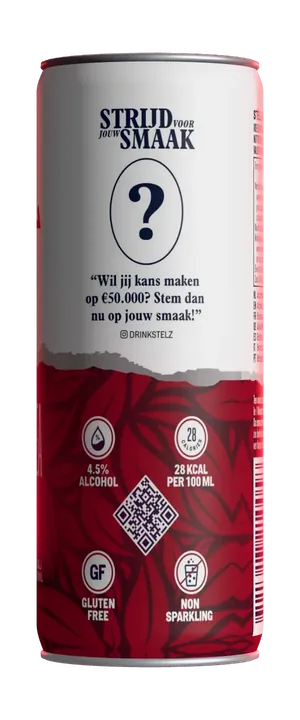 STRIJD VOOR
JOUW SMAAK
?
“Wil jij kans maken
op €50.000? Stem dan
nu op jouw smaak!”
DRINKSTELZ
28
CALORIES
4.5%
ALCOHOL
28 KCAL
PER 100 ML
GF
GLUTEN
FREE
NON
SPARKLING